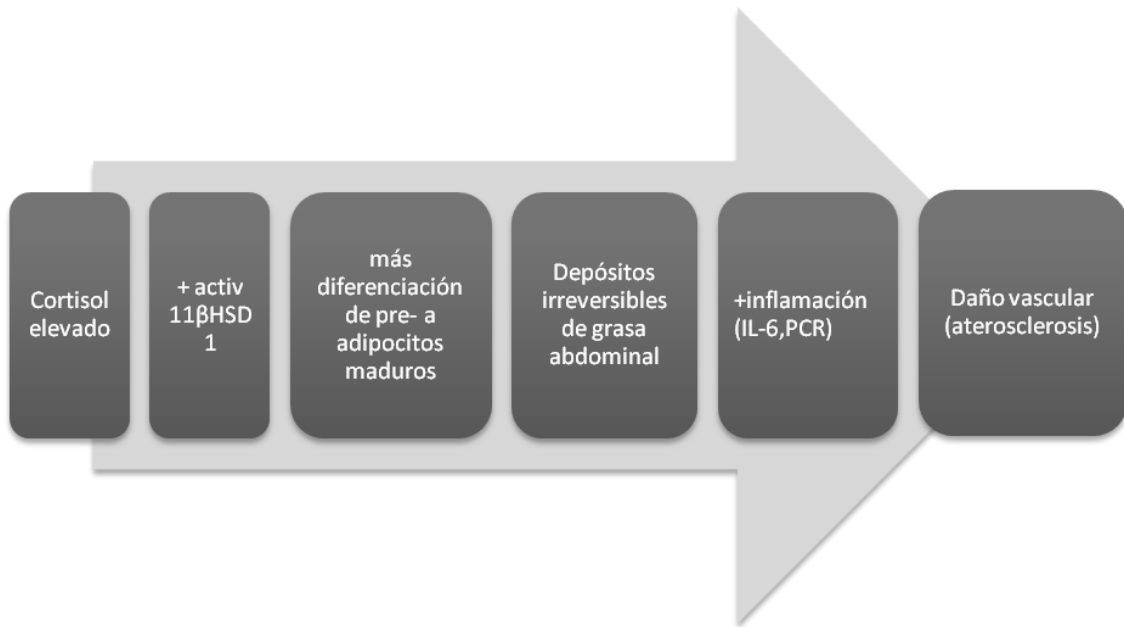 Cortisol
elevado
+ activ
11βHSD
1
más
diferenciación
de pre- a
adipocitos
maduros
Depósitos
irreversibles
de grasa
abdominal
+inflamación
(IL-6,PCR)
Daño vascular
(aterosclerosis)